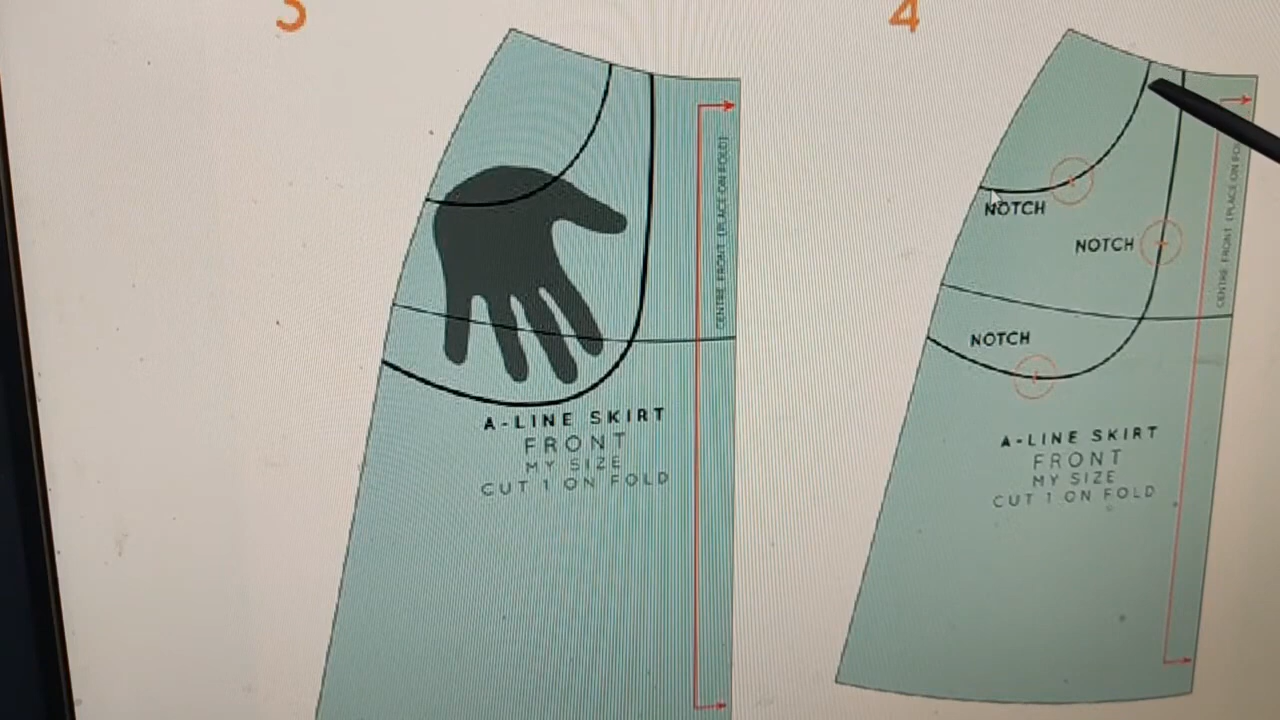 3
4
CENTRE FRONT (PLACE ON FOLD)
A-LINE SKIRT
FRONT
MY SIZE
CUT 1 ON FOLD
NOTCH
NOTCH
NOTCH
CENTRE FRONT (PLACE ON FO
A-LINE SKIRT
FRONT
MY SIZE
CUT 1 ON FOLD